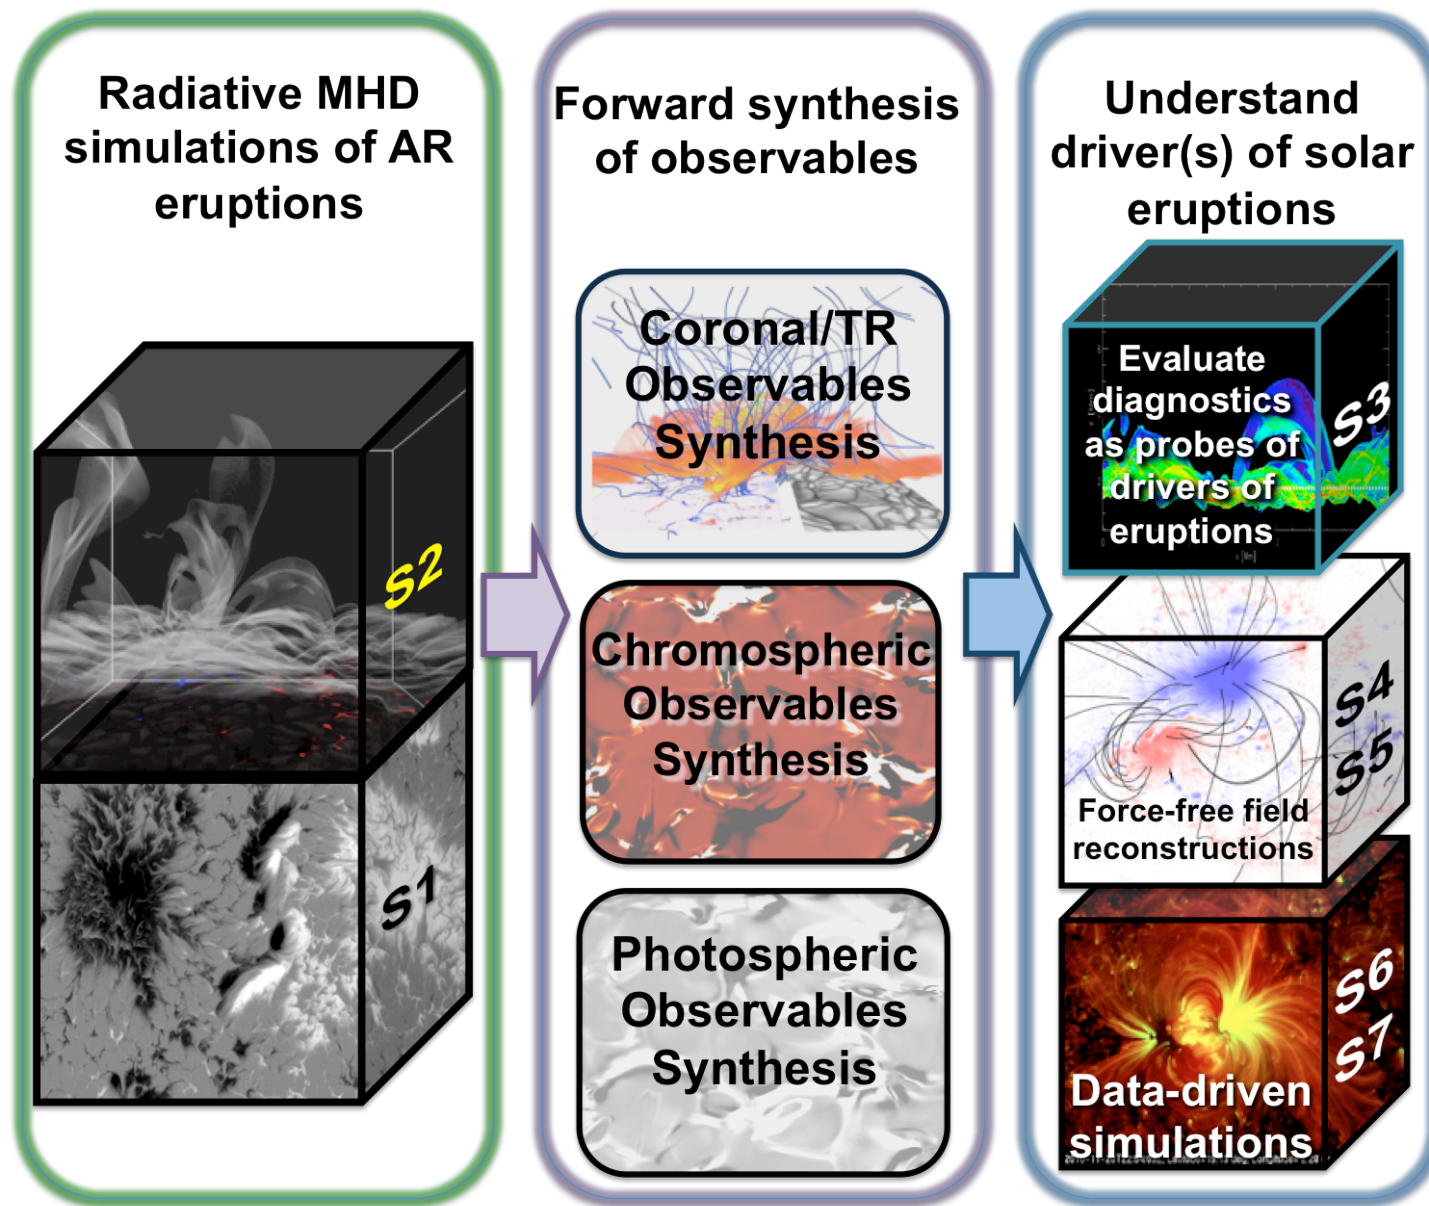 Radiative MHD
simulations of AR
eruptions
S2
S1
Forward synthesis
of observables
Coronal/TR
Observables
Synthesis
Chromospheric
Observables
Synthesis
Photospheric
Observables
Synthesis
Understand
driver(s) of solar
eruptions
Evaluate
diagnostics
as probes of
drivers of
eruptions
S3
x [Mm]
Force-free field
reconstructions
S4
S5
Data-driven
simulations
S6
S7